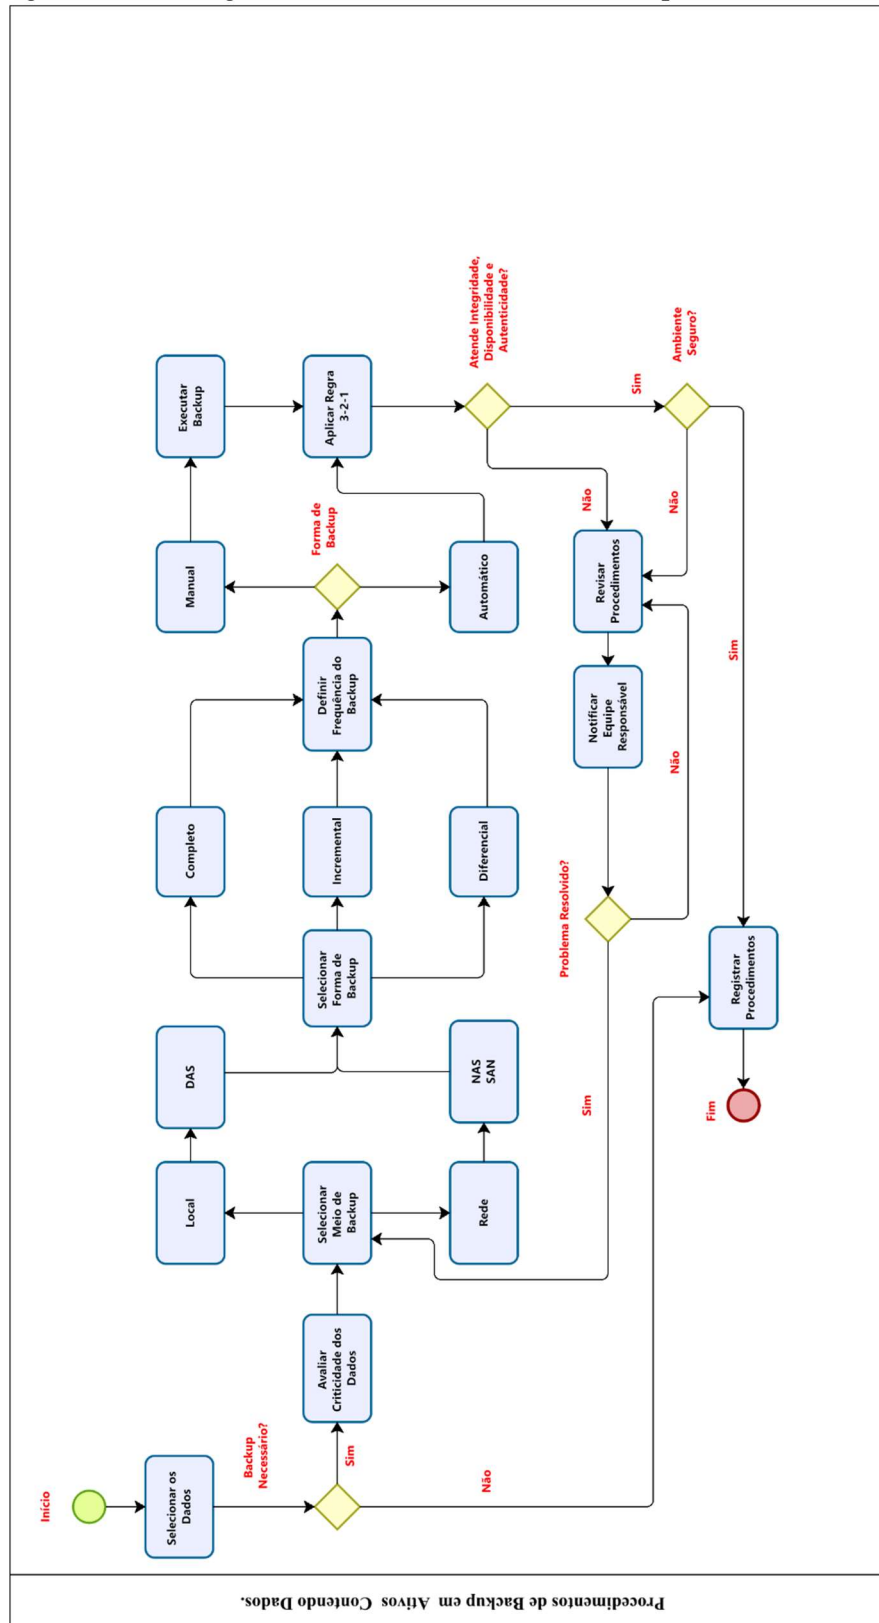 Procedimentos de Backup em Ativos Contendo Dados.
Início
Selecionar os
Dados
Backup
Necessário?
Sim
Não
Avaliar
Criticidade dos
Dados
Selecionar
Meio de
Backup
Local
DAS
Rede
NAS
SAN
Selecionar
Forma de
Backup
Completo
Incremental
Diferencial
Definir
Frequência do
Backup
Forma de
Backup
Manual
Automático
Executar
Backup
Aplicar Regra
3-2-1
Atende Integridade,
Disponibilidade e
Autenticidade?
Sim
Não
Ambiente
Seguro?
Não
Sim
Revisar
Procedimentos
Notificar
Equipe
Responsável
Problema Resolvido?
Não
Sim
Registrar
Procedimentos
Fim